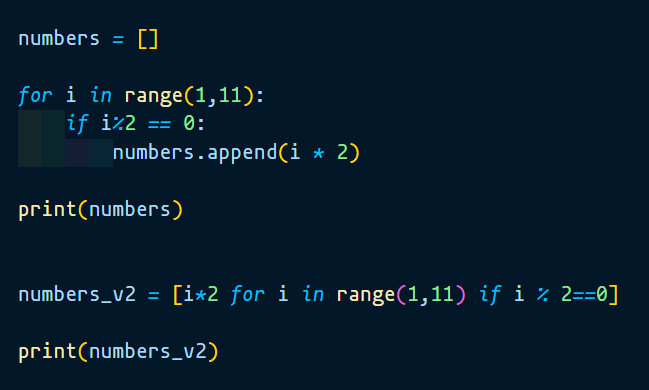 numbers = []
for i in range(1,11):
    if i%2 == 0:
        numbers.append(i * 2)
print(numbers)
numbers_v2 = [i*2 for i in range(1,11) if i % 2==0]
print(numbers_v2)